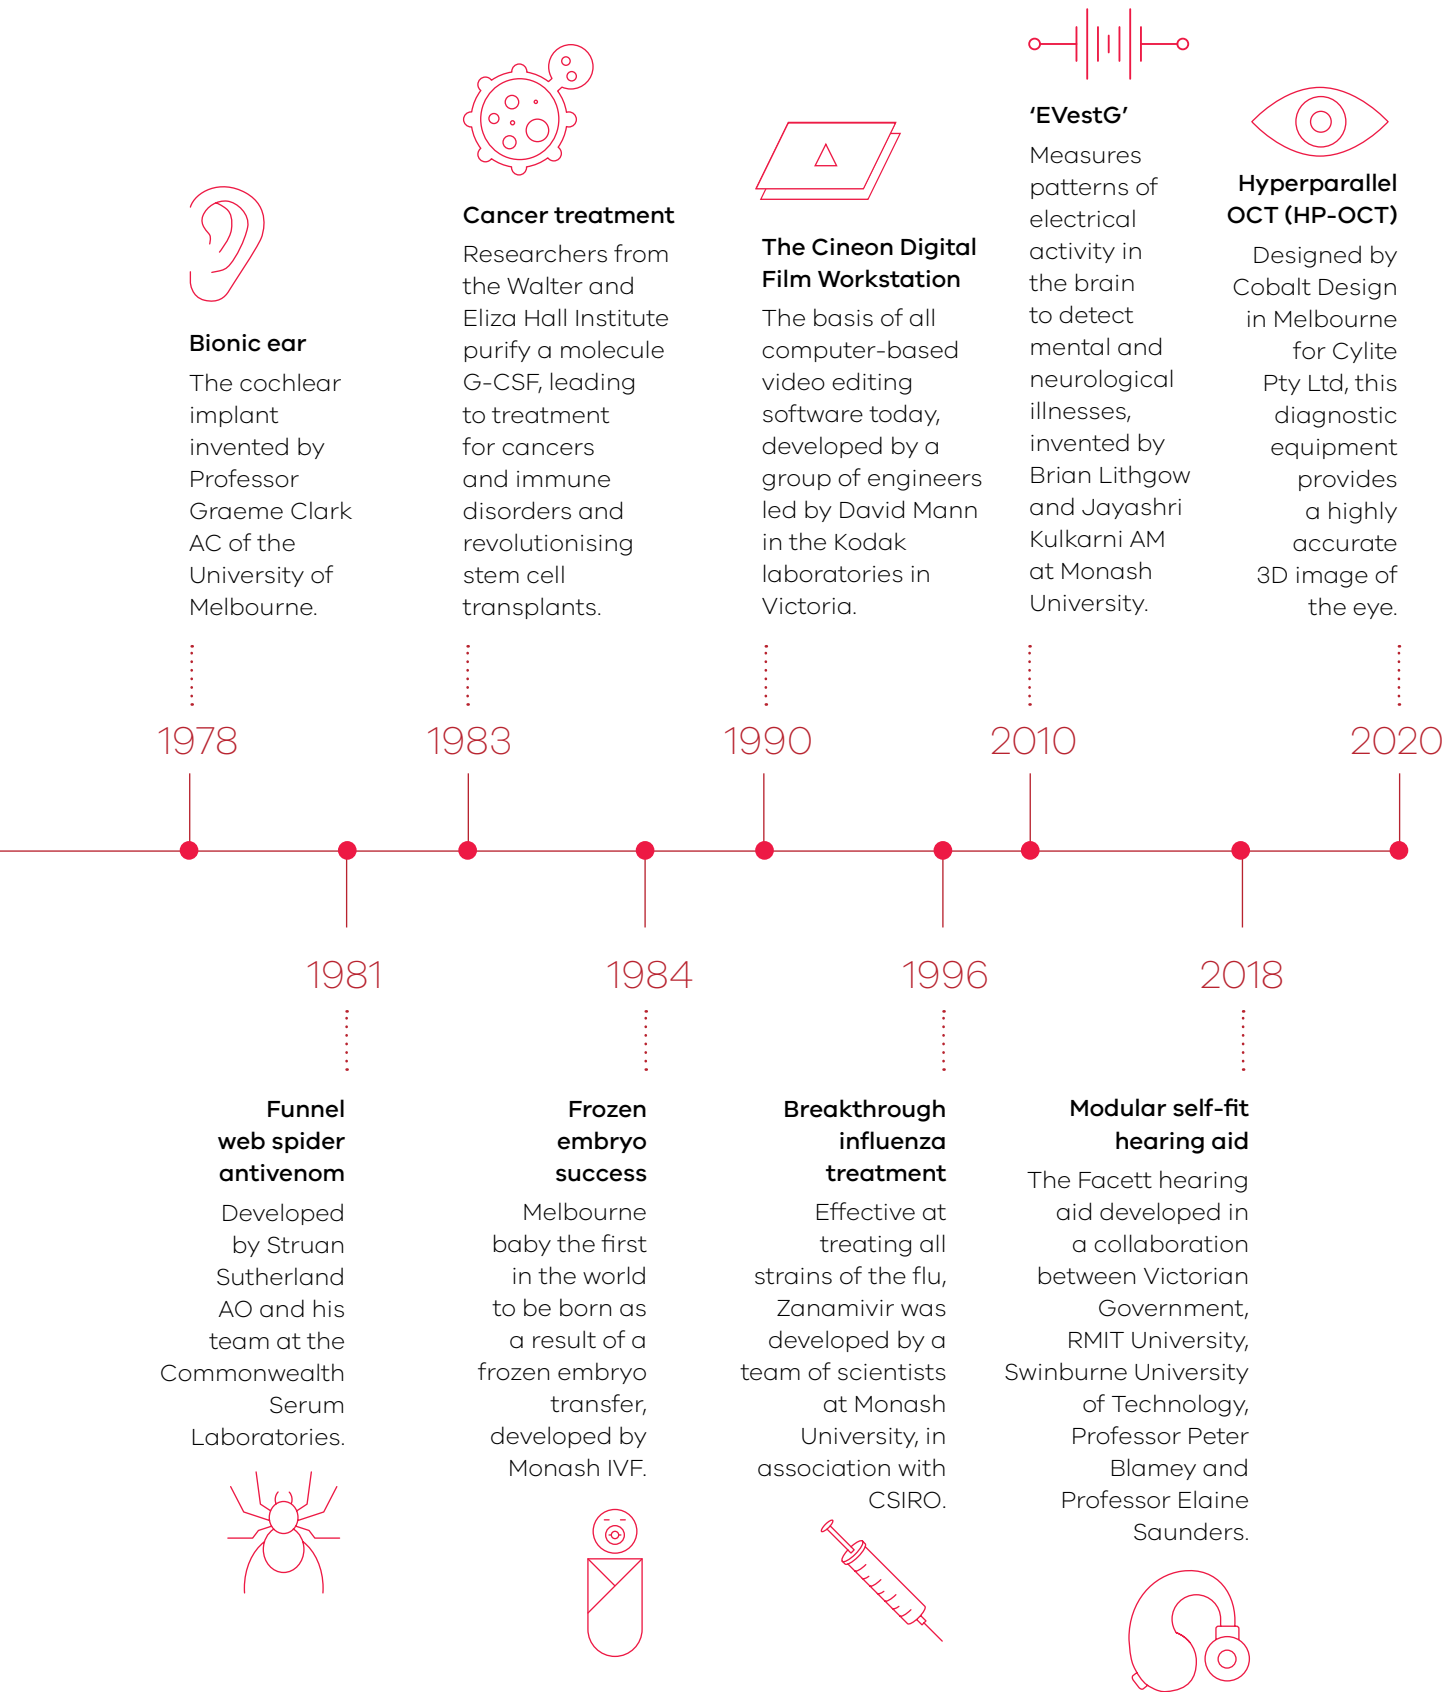 Bionic ear
The cochlear
implant
invented by
Professor
Graeme Clark
AC of the
University of
Melbourne.
1978
Cancer treatment
Researchers from
the Walter and
Eliza Hall Institute
purify a molecule
G-CSF, leading
to treatment
for cancers
and immune
disorders and
revolutionising
stem cell
transplants.
1983
The Cineon Digital
Film Workstation
The basis of all
computer-based
video editing
software today,
developed by a
group of engineers
led by David Mann
in the Kodak
laboratories in
Victoria.
1990
‘EVestG’
Measures
patterns of
electrical
activity in
the brain
to detect
mental and
neurological
illnesses,
invented by
Brian Lithgow
and Jayashri
Kulkarni AM
at Monash
University.
2010
Hyperparallel
OCT (HP-OCT)
Designed by
Cobalt Design
in Melbourne
for Cylite
Pty Ltd, this
diagnostic
equipment
provides
a highly
accurate
3D image of
the eye.
2020
1981
Funnel
web spider
antivenom
Developed
by Struan
Sutherland
AO and his
team at the
Commonwealth
Serum
Laboratories.
1984
Frozen
embryo
success
Melbourne
baby the first
in the world
to be born as
a result of a
frozen embryo
transfer,
developed by
Monash IVF.
1996
Breakthrough
influenza
treatment
Effective at
treating all
strains of the flu,
Zanamivir was
developed by a
team of scientists
at Monash
University, in
association with
CSIRO.
2018
Modular self-fit
hearing aid
The Facett hearing
aid developed in
a collaboration
between Victorian
Government,
RMIT University,
Swinburne University
of Technology,
Professor Peter
Blamey and
Professor Elaine
Saunders.